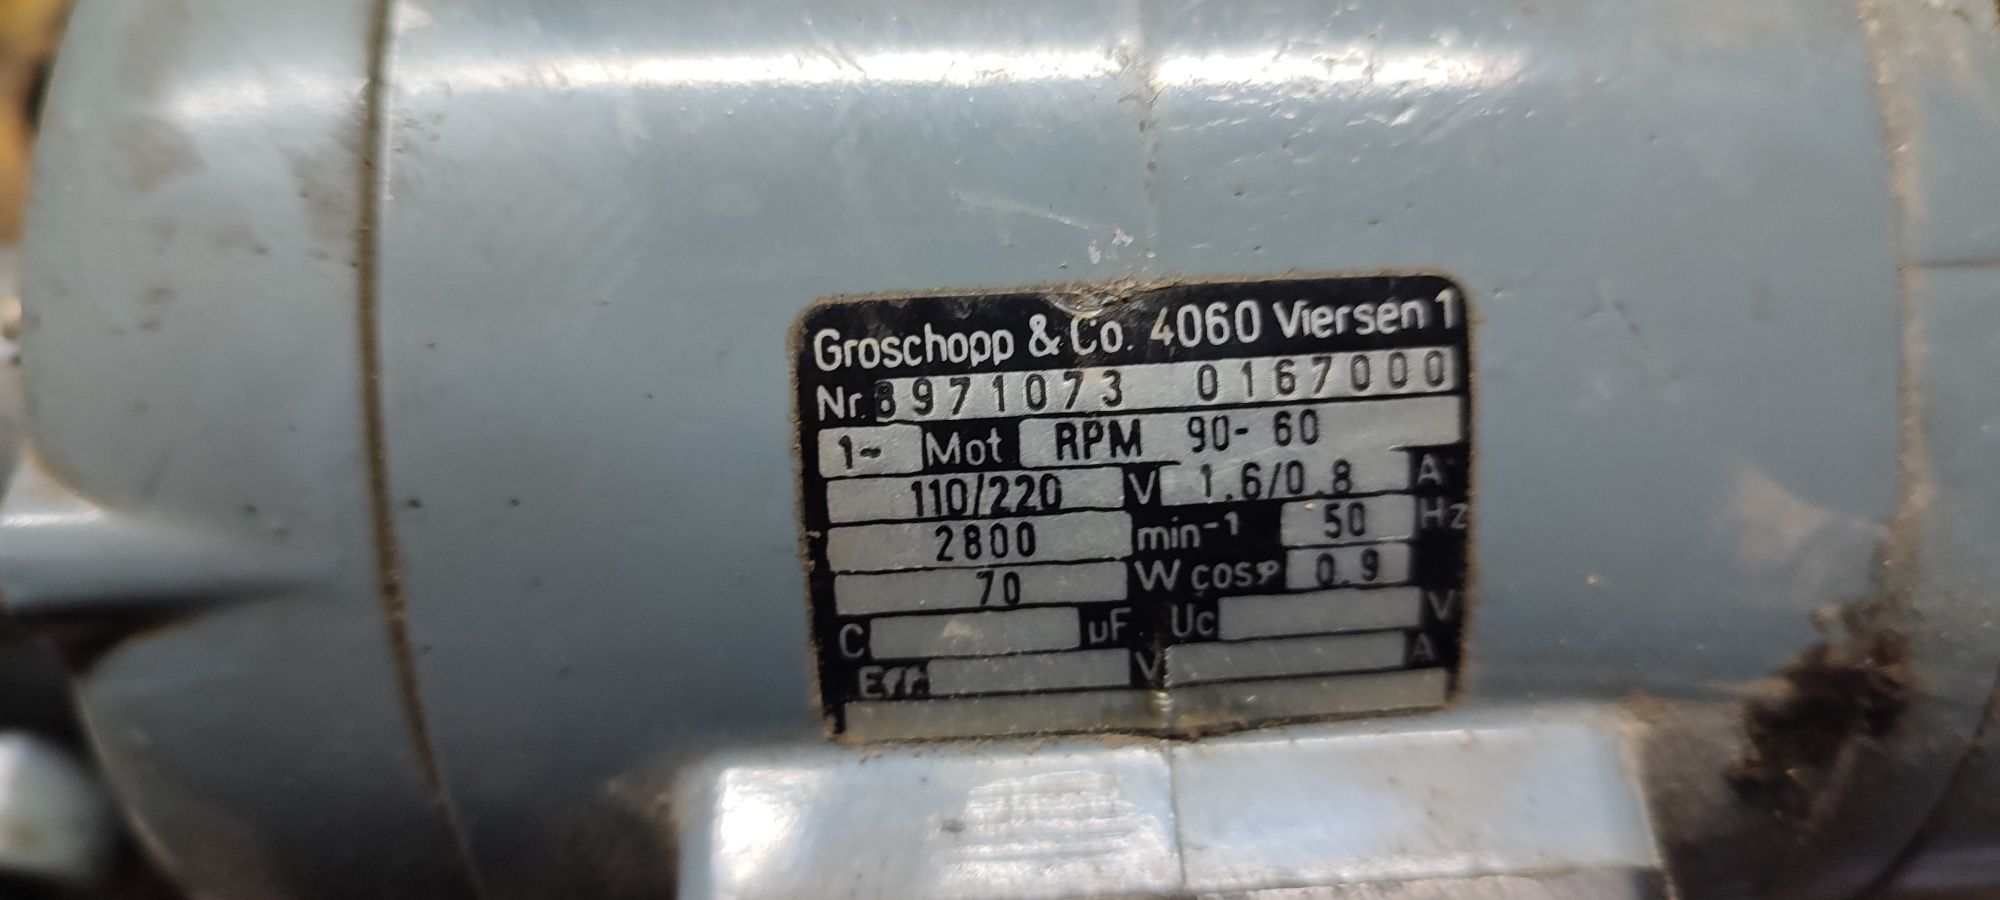 Groschopp & Co. 4060 Viersen 1
Nr. 8971073 0167000
1~ Mot RPM 90-60
110/220 V 1.6/0.8 A
2800 min⁻¹ 50 Hz
70 W cosφ 0.9
C µF Uc V
Err. V A